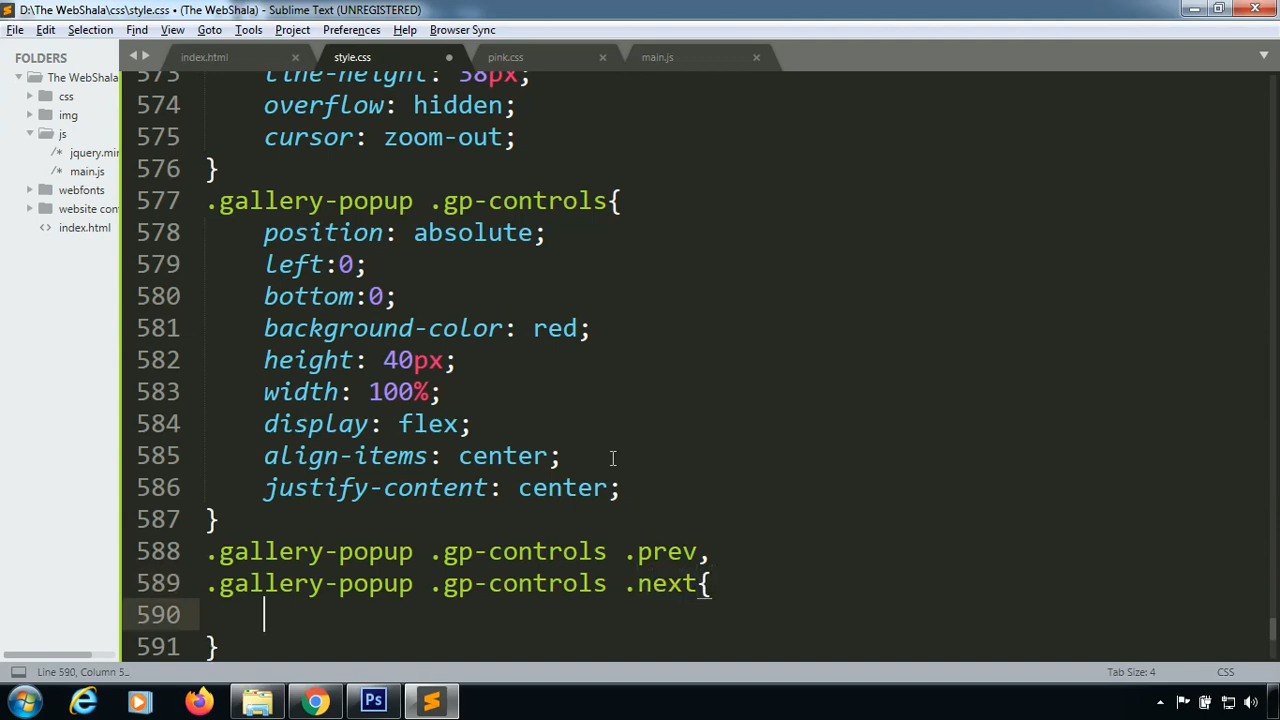 D:\The WebShala\css\style.css • (The WebShala) - Sublime Text (UNREGISTERED)
File Edit Selection Find View Goto Tools Project Preferences Help Browser Sync
FOLDERS
The WebShala
css
img
js
jquery.min
main.js
webfonts
website con
index.html
index.html style.css pink.css main.js
573 line-height: 38px;
574 overflow: hidden;
575 cursor: zoom-out;
576 }
577 .gallery-popup .gp-controls{
578 position: absolute;
579 left:0;
580 bottom:0;
581 background-color: red;
582 height: 40px;
583 width: 100%;
584 display: flex;
585 align-items: center;
586 justify-content: center;
587 }
588 .gallery-popup .gp-controls .prev,
589 .gallery-popup .gp-controls .next{
590
591 }
Line 590, Column 5 Tab Size: 4 CSS
Ps 7:02 PM